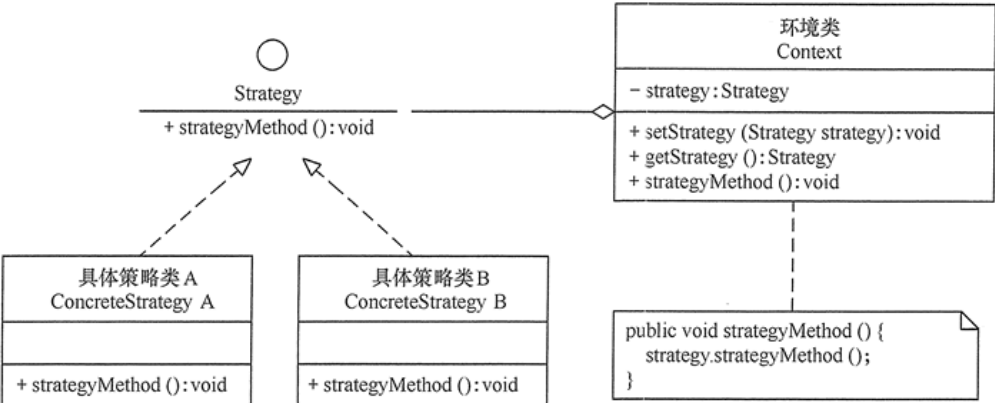 Strategy
+ strategyMethod():void
环境类
Context
- strategy:Strategy
+ setStrategy(Strategy strategy):void
+ getStrategy():Strategy
+ strategyMethod():void
具体策略类A
ConcreteStrategy A
+ strategyMethod():void
具体策略类B
ConcreteStrategy B
+ strategyMethod():void
public void strategyMethod() {
strategy.strategyMethod();
}